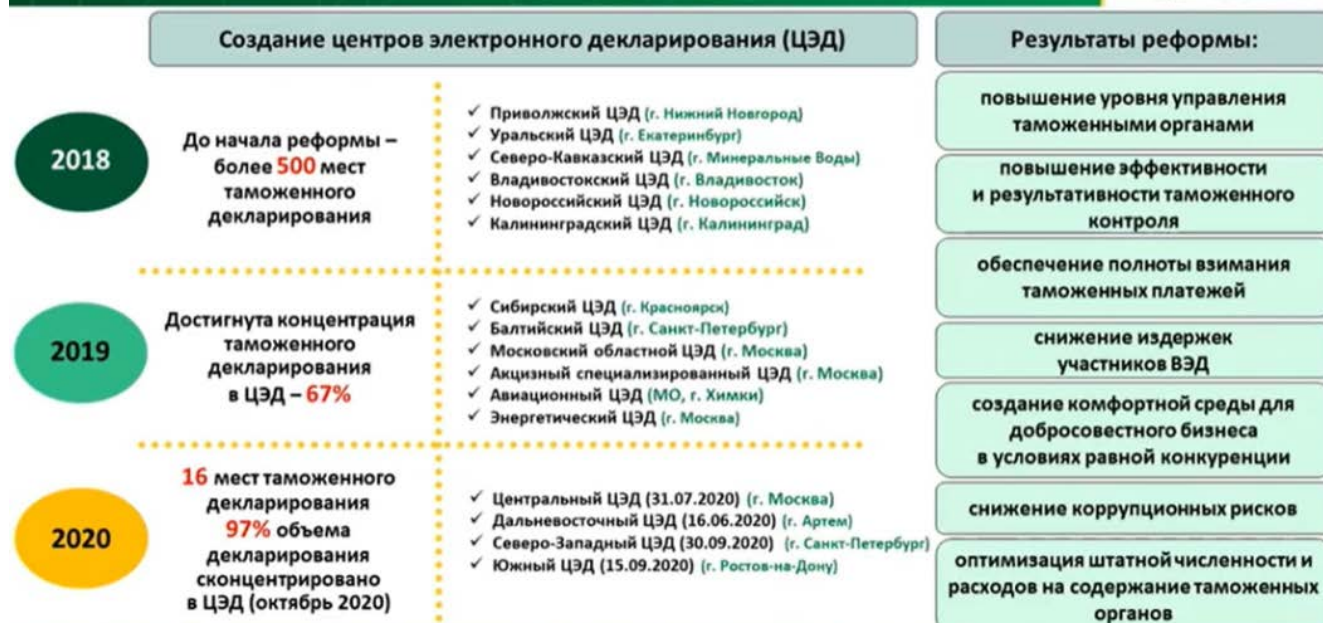 Создание центров электронного декларирования (ЦЭД)
2018
До начала реформы –
более 500 мест
таможенного
декларирования
✓ Приволжский ЦЭД (г. Нижний Новгород)
✓ Уральский ЦЭД (г. Екатеринбург)
✓ Северо-Кавказский ЦЭД (г. Минеральные Воды)
✓ Владивостокский ЦЭД (г. Владивосток)
✓ Новороссийский ЦЭД (г. Новороссийск)
✓ Калининградский ЦЭД (г. Калининград)
2019
Достигнута концентрация
таможенного
декларирования
в ЦЭД – 67%
✓ Сибирский ЦЭД (г. Красноярск)
✓ Балтийский ЦЭД (г. Санкт-Петербург)
✓ Московский областной ЦЭД (г. Москва)
✓ Акцизный специализированный ЦЭД (г. Москва)
✓ Авиационный ЦЭД (МО, г. Химки)
✓ Энергетический ЦЭД (г. Москва)
2020
16 мест таможенного
декларирования
97% объема
декларирования
сконцентрировано
в ЦЭД (октябрь 2020)
✓ Центральный ЦЭД (31.07.2020) (г. Москва)
✓ Дальневосточный ЦЭД (16.06.2020) (г. Артем)
✓ Северо-Западный ЦЭД (30.09.2020) (г. Санкт-Петербург)
✓ Южный ЦЭД (15.09.2020) (г. Ростов-на-Дону)
Результаты реформы:
повышение уровня управления
таможенными органами
повышение эффективности
и результативности таможенного
контроля
обеспечение полноты взимания
таможенных платежей
снижение издержек
участников ВЭД
создание комфортной среды для
добросовестного бизнеса
в условиях равной конкуренции
снижение коррупционных рисков
оптимизация штатной численности и
расходов на содержание таможенных
органов